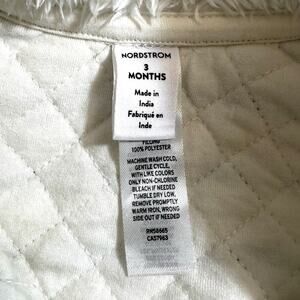 NORDSTROM
3
MONTHS
Made in
India
Fabriqué en
Inde
FILLING
100% POLYESTER
MACHINE WASH COLD,
GENTLE CYCLE,
WITH LIKE COLORS
ONLY NON-CHLORINE
BLEACH IF NEEDED
TUMBLE DRY LOW,
REMOVE PROMPTLY
WARM IRON, WRONG
SIDE OUT IF NEEDED
RN58665
CA57963